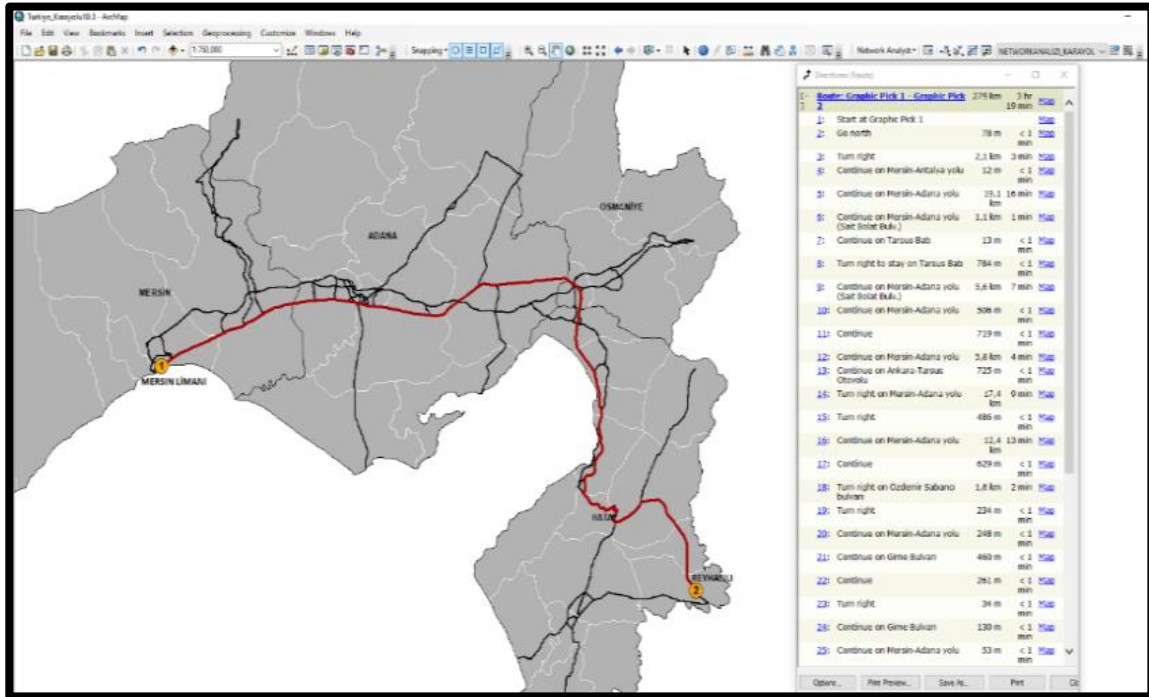 Turkiye_Karayolu10.3 - ArcMap
File Edit View Bookmarks Insert Selection Geoprocessing Customize Windows Help
1:750,000
Snapping
Network Analyst
NETWORKANALIZI_KARAYOL
Directions (Route)
Route: Graphic Pick 1 - Graphic Pick 279 km 3 hr
2 19 min Map
1: Start at Graphic Pick 1 Map
2: Go north 78 m < 1 Map
min
3: Turn right 2,1 km 3 min Map
4: Continue on Mersin-Antalya yolu 12 m < 1 Map
min
5: Continue on Mersin-Adana yolu 19,1 16 min Map
km
6: Continue on Mersin-Adana yolu 1,1 km 1 min Map
(Sait Bolat Bulv.)
7: Continue on Tarsus Batı 13 m < 1 Map
min
8: Turn right to stay on Tarsus Batı 784 m < 1 Map
min
9: Continue on Mersin-Adana yolu 5,6 km 7 min Map
(Sait Bolat Bulv.)
10: Continue on Mersin-Adana yolu 506 m < 1 Map
min
11: Continue 719 m < 1 Map
min
12: Continue on Mersin-Adana yolu 5,8 km 4 min Map
13: Continue on Ankara-Tarsus 725 m < 1 Map
Otoyolu min
14: Turn right on Mersin-Adana yolu 17,4 9 min Map
km
15: Turn right 486 m < 1 Map
min
16: Continue on Mersin-Adana yolu 12,4 13 min Map
km
17: Continue 629 m < 1 Map
min
18: Turn right on Ozdemir Sabancı 1,8 km 2 min Map
bulvarı
19: Turn right 234 m < 1 Map
min
20: Continue on Mersin-Adana yolu 248 m < 1 Map
min
21: Continue on Girne Bulvarı 460 m < 1 Map
min
22: Continue 261 m < 1 Map
min
23: Turn right 34 m < 1 Map
min
24: Continue on Girne Bulvarı 130 m < 1 Map
min
25: Continue on Mersin-Adana yolu 53 m < 1 Map
min
Options... Print Preview... Save As... Print Clo
OSMANİYE
ADANA
MERSİN
1
MERSİN LİMANI
HATAY
REYHANLI
2